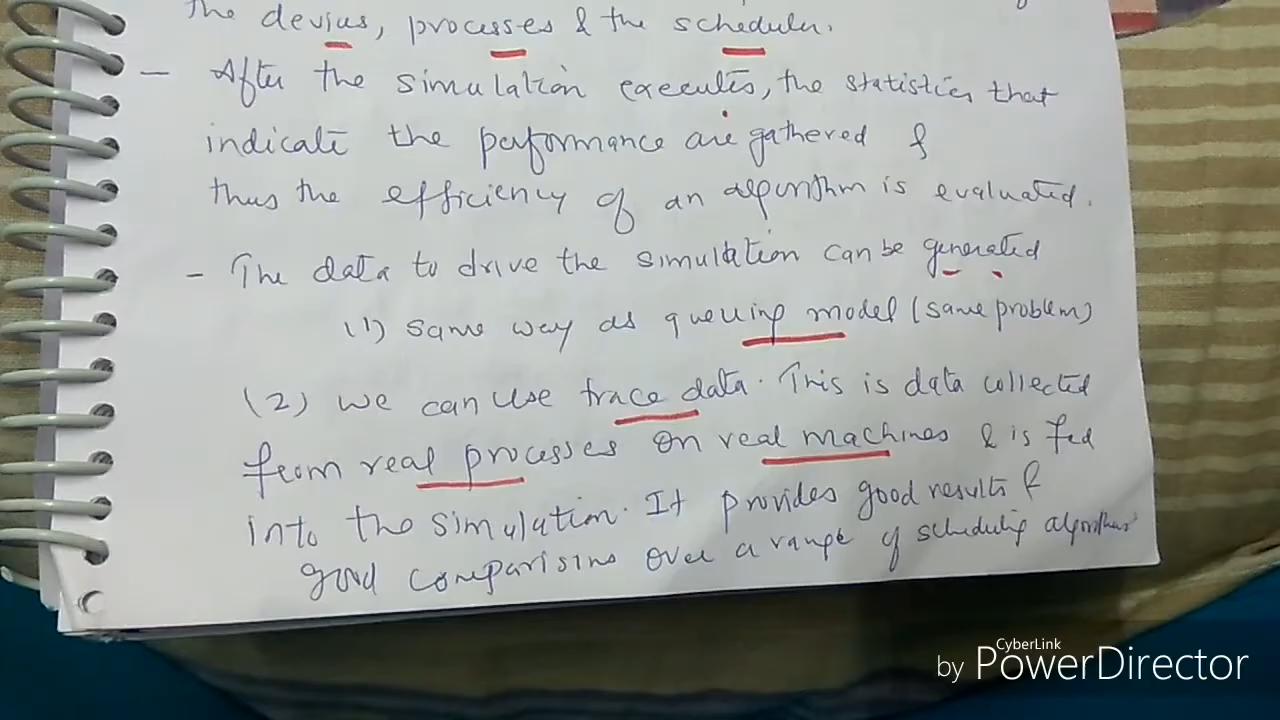 the devices, processes & the scheduler.
- After the simulation executes, the statistics that
indicate the performance are gathered &
thus the efficiency of an algorithm is evaluated.
- The data to drive the simulation can be generated
(1) same way as queuing model (same problem)
(2) we can use trace data. This is data collected
from real processes on real machines & is fed
into the simulation. It provides good results &
good comparisins over a range of scheduling algorithms
CyberLink
by PowerDirector